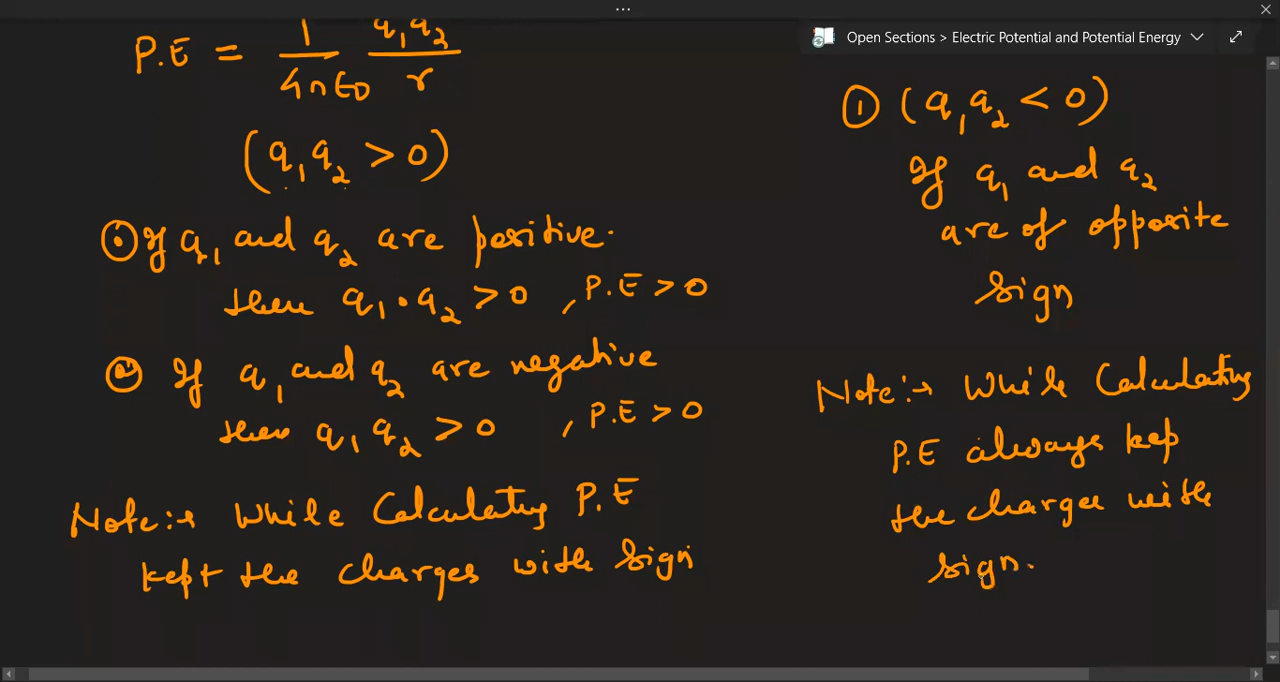 Open Sections > Electric Potential and Potential Energy
P.E = 1/4πε0 q1q2/r
(q1q2 > 0)
① If q1 and q2 are positive.
then q1.q2 > 0 , P.E > 0
② If q1 and q2 are negative
then q1q2 > 0 , P.E > 0
Note:→ While Calculating P.E
kept the charges with sign
① (q1q2 < 0)
If q1 and q2
are of opposite
sign
Note:→ While Calculating
P.E always kep
the charges with
sign.